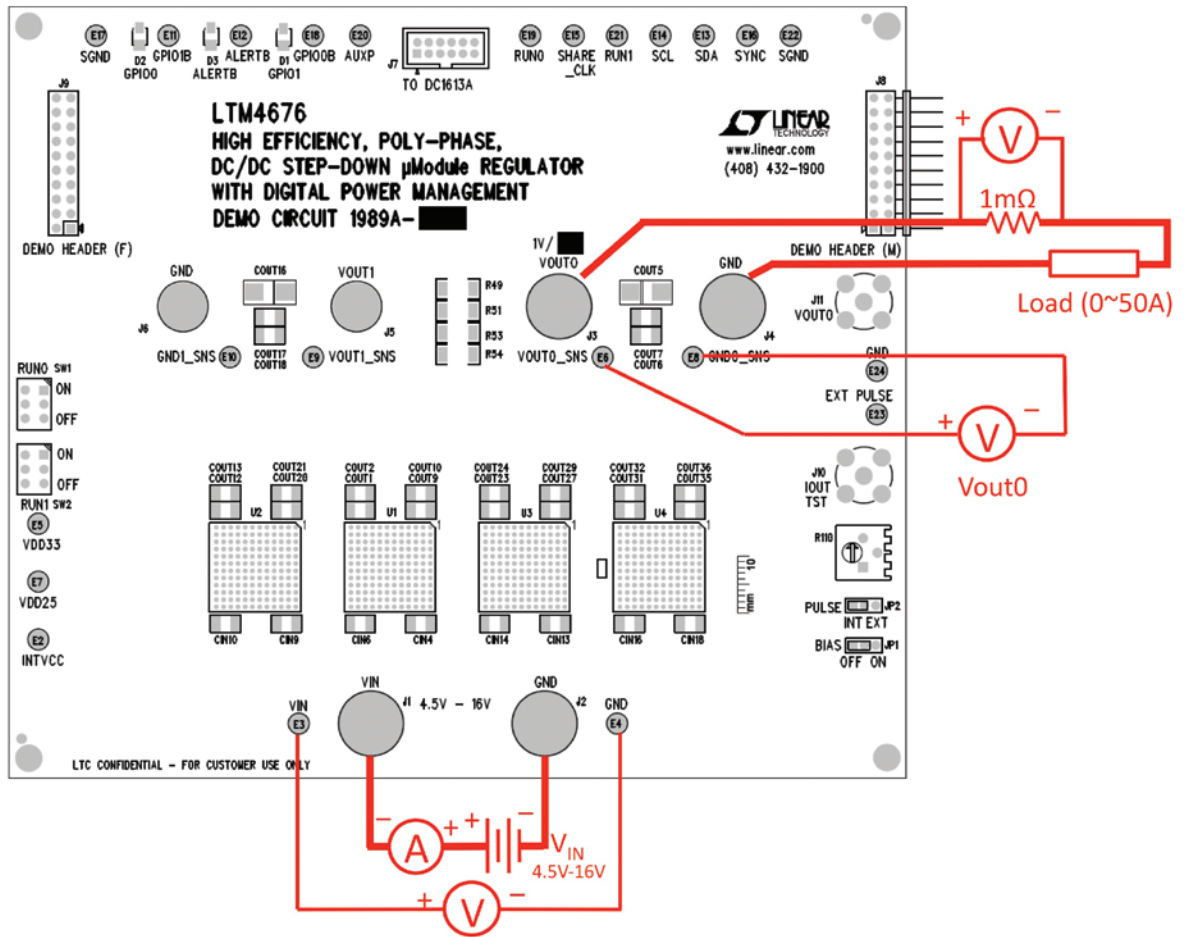 E17 E11 E12 E18 E20 E19 E15 E21 E14 E13 E16 E22
SGND D2 GPIO1B D3 ALERTB D1 GPIO0B AUXP J7 RUN0 SHARE RUN1 SCL SDA SYNC SGND
GPIO0 ALERTB GPIO1 _CLK
TO DC1613A
J9 J8
LTM4676
HIGH EFFICIENCY, POLY-PHASE,
DC/DC STEP-DOWN µModule REGULATOR
WITH DIGITAL POWER MANAGEMENT
DEMO CIRCUIT 1989A-
LINEAR
TECHNOLOGY
www.linear.com
(408) 432-1900
+ V −
1mΩ
DEMO HEADER (F) DEMO HEADER (M)
1V/
GND COUT16 VOUT1 VOUT0 COUT5 GND
Load (0~50A)
R49
R51
R53
R54
J11
VOUT0
J6 J5 J3 J4
COUT17
COUT18
COUT7
COUT6
GND1_SNS E10 E9 VOUT1_SNS VOUT0_SNS E6 E8 GND0_SNS
GND
E24
EXT PULSE
E23
+ V −
Vout0
RUN0 SW1
ON
OFF
ON
OFF
RUN1 SW2
E5
VDD33
E7
VDD25
E2
INTVCC
COUT13 COUT21 COUT2 COUT10 COUT24 COUT29 COUT32 COUT36
COUT12 COUT20 COUT1 COUT9 COUT23 COUT27 COUT31 COUT35
U2 1 U1 1 U3 1 U4 1
J10
IOUT
TST
R110
10
mm
PULSE JP2
INT EXT
BIAS JP1
OFF ON
CIN10 CIN9 CIN6 CIN4 CIN14 CIN13 CIN16 CIN18
VIN GND
J1 4.5V - 16V J2
VIN GND
E3 E4
LTC CONFIDENTIAL - FOR CUSTOMER USE ONLY
− A + + − VIN
4.5V-16V
+ V −